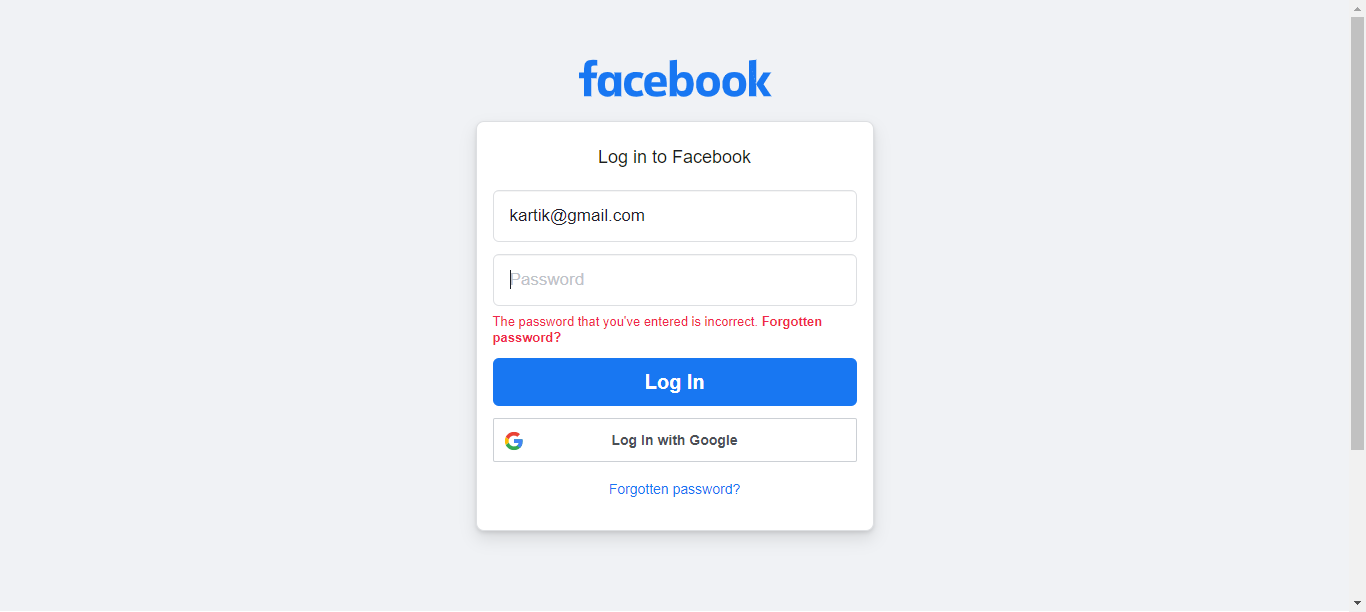 facebook
Log in to Facebook
kartik@gmail.com
Password
The password that you've entered is incorrect. Forgotten
password?
Log In
Log In with Google
Forgotten password?